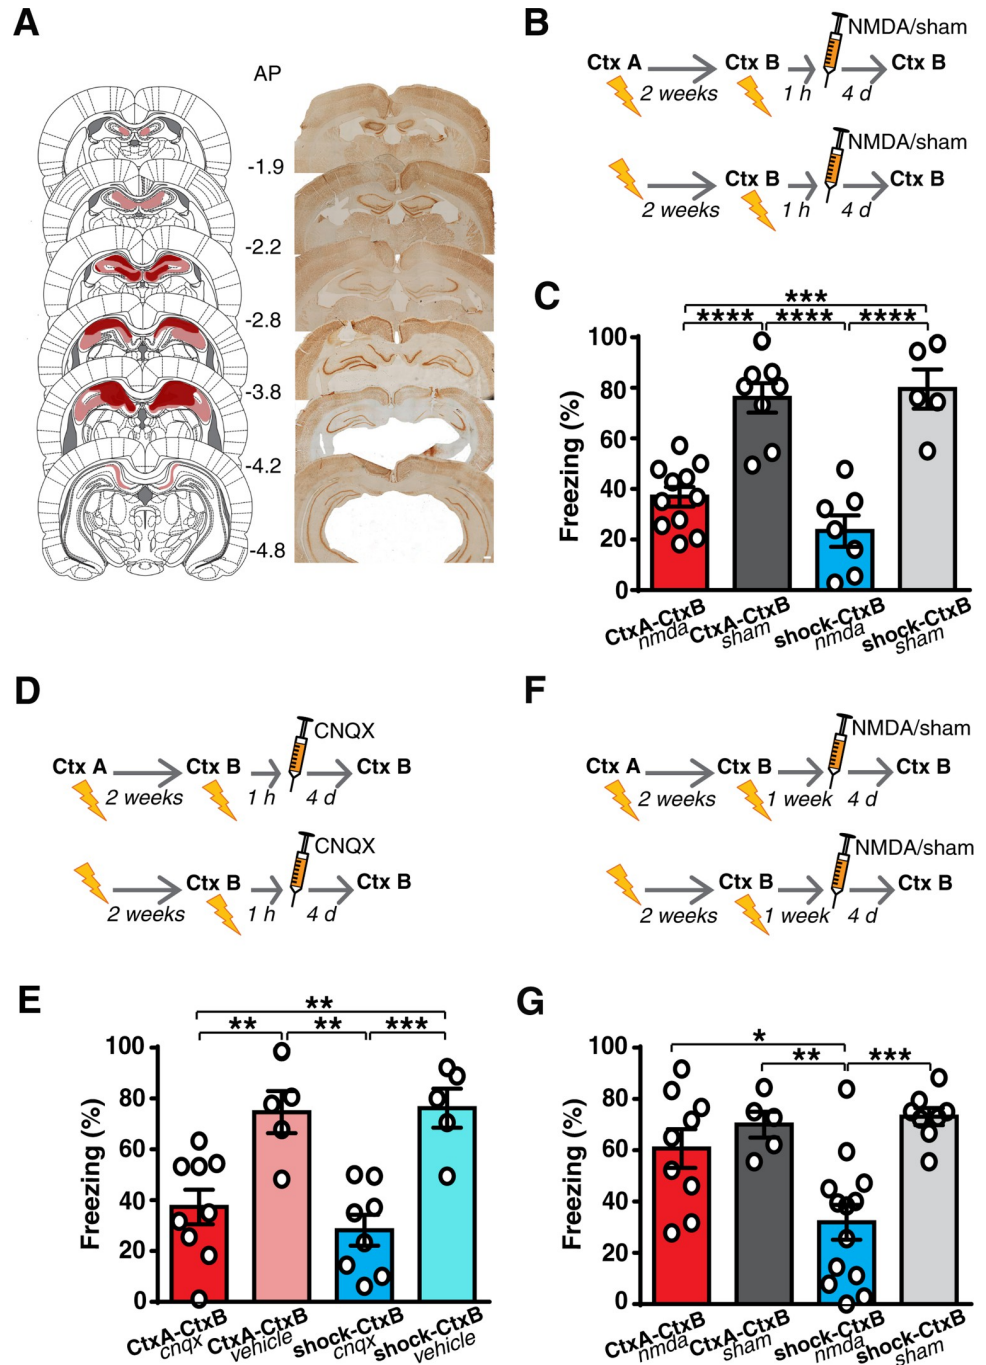 A
AP
-1.9
-2.2
-2.8
-3.8
-4.2
-4.8
B
NMDA/sham
Ctx A Ctx B Ctx B
2 weeks 1 h 4 d
NMDA/sham
Ctx B Ctx B
2 weeks 1 h 4 d
C
***
**** **** ****
Freezing (%)
100
80
60
40
20
0
CtxA-CtxB nmda
CtxA-CtxB sham
shock-CtxB nmda
shock-CtxB sham
D
CNQX
Ctx A Ctx B Ctx B
2 weeks 1 h 4 d
CNQX
Ctx B Ctx B
2 weeks 1 h 4 d
F
NMDA/sham
Ctx A Ctx B Ctx B
2 weeks 1 week 4 d
NMDA/sham
Ctx B Ctx B
2 weeks 1 week 4 d
E
**
** ** ***
Freezing (%)
100
80
60
40
20
0
CtxA-CtxB cnqx
CtxA-CtxB vehicle
shock-CtxB cnqx
shock-CtxB vehicle
G
*
** ***
Freezing (%)
100
80
60
40
20
0
CtxA-CtxB nmda
CtxA-CtxB sham
shock-CtxB nmda
shock-CtxB sham